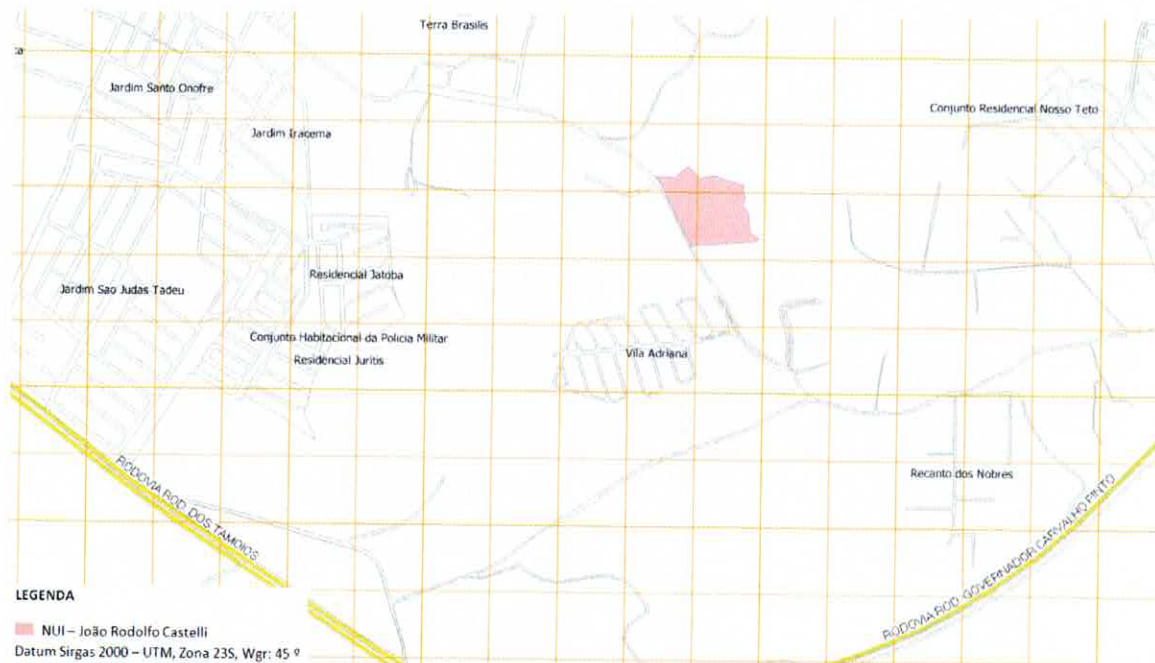 Terra Brasilis
Jardim Santo Onofre
Conjunto Residencial Nosso Teto
Jardim Iracema
Residencial Jatoba
Jardim Sao Judas Tadeu
Conjunto Habitacional da Policia Militar
Residencial Juritis
Vila Adriana
RODOVIA ROD. DOS TAMOIOS
Recanto dos Nobres
RODOVIA ROD. GOVERNADOR CARVALHO PINTO
LEGENDA
NUI – João Rodolfo Castelli
Datum Sirgas 2000 – UTM, Zona 23S, Wgr: 45 º